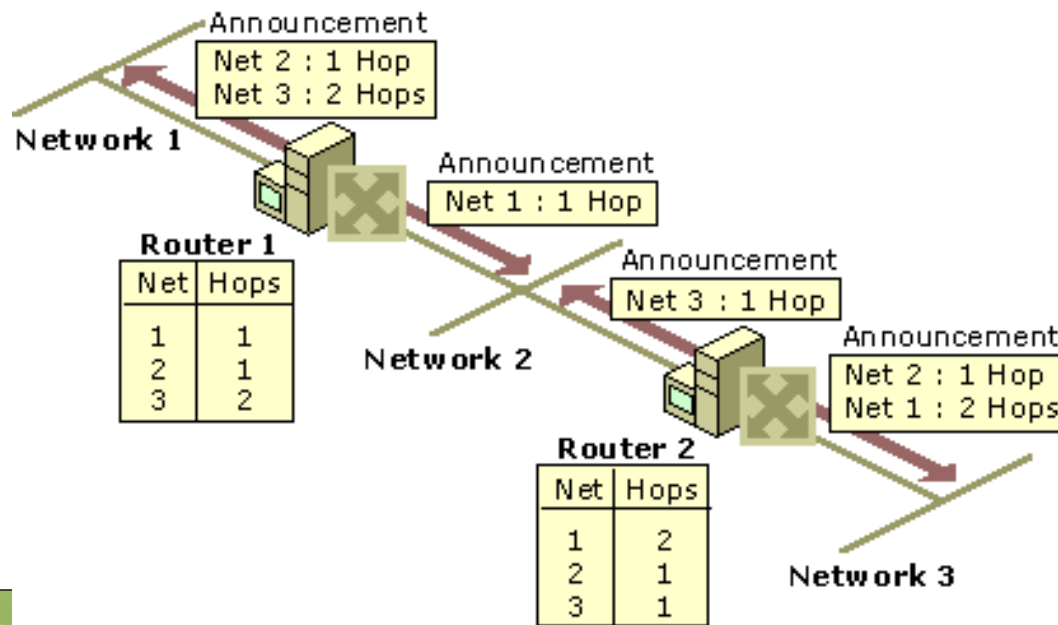 Announcement
Net 2 : 1 Hop
Net 3 : 2 Hops
Network 1
Announcement
Net 1 : 1 Hop
Router 1
Net Hops
1 1
2 1
3 2
Announcement
Net 3 : 1 Hop
Network 2
Announcement
Net 2 : 1 Hop
Net 1 : 2 Hops
Router 2
Net Hops
1 2
2 1
3 1
Network 3